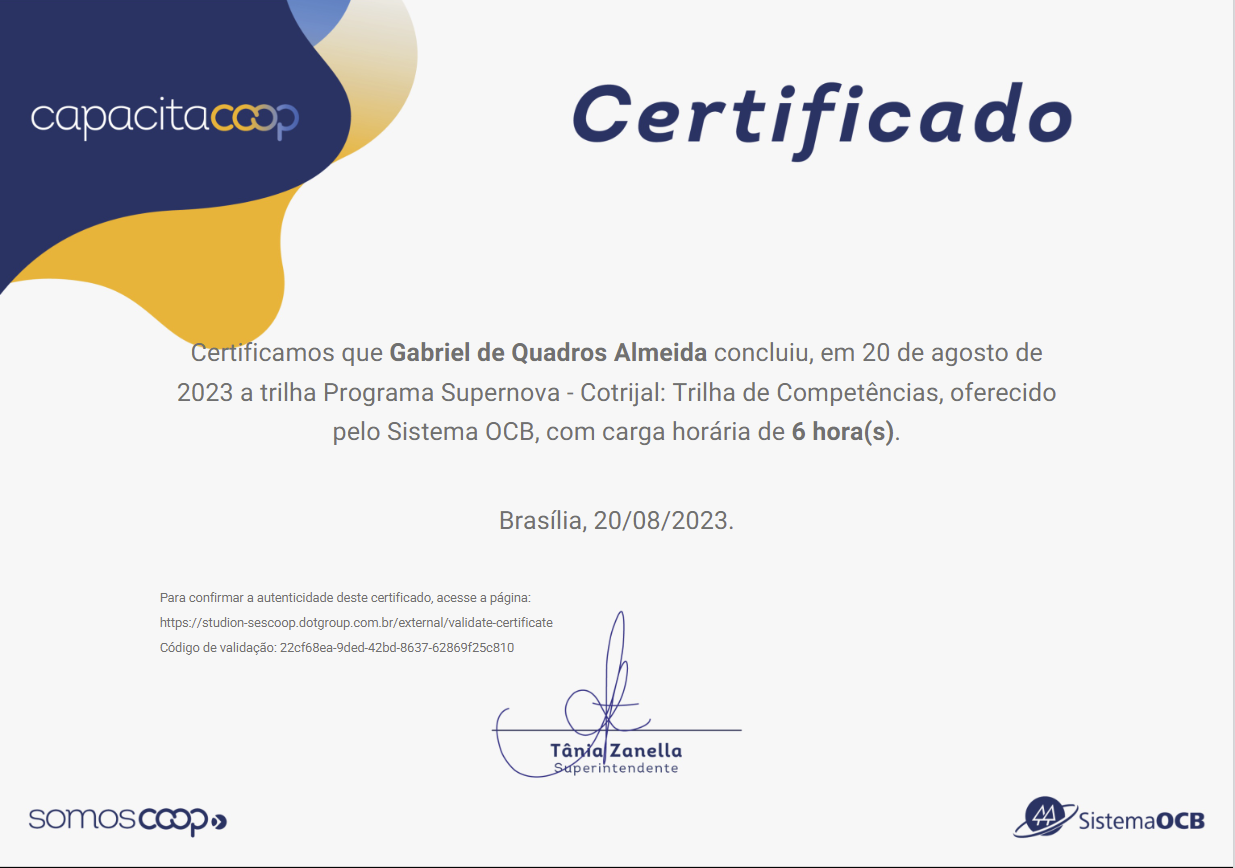 capacitacoop
Certificado
Certificamos que Gabriel de Quadros Almeida concluiu, em 20 de agosto de
2023 a trilha Programa Supernova - Cotrijal: Trilha de Competências, oferecido
pelo Sistema OCB, com carga horária de 6 hora(s).
Brasília, 20/08/2023.
Para confirmar a autenticidade deste certificado, acesse a página:
https://studion-sescoop.dotgroup.com.br/external/validate-certificate
Código de validação: 22cf68ea-9ded-42bd-8637-62869f25c810
Tânia Zanella
Superintendente
somoscoop
SistemaOCB